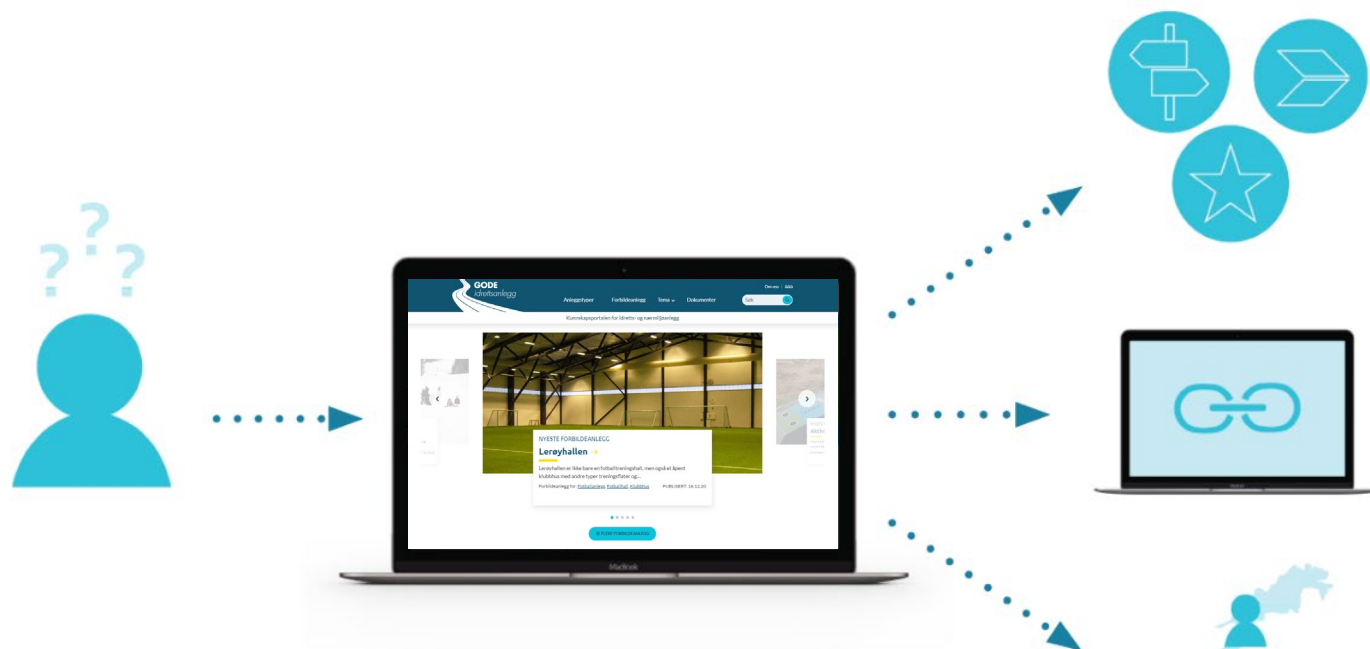 ? ? ?
GODE
idrettsanlegg
Om oss
Anleggstyper Forbildeanlegg Tema Dokumenter Søk
Kunnskapsportalen for idretts- og nærmiljøanlegg
NYESTE FORBILDEANLEGG
Lerøyhallen →
Lerøyhallen er ikke bare en fotballtreningshall, men også et åpent
klubbhus med andre typer treningsflater og...
Forbildeanlegg for: Fotballanlegg, Fotballhall, Klubbhus PUBLISERT: 16.12.20
MacBook